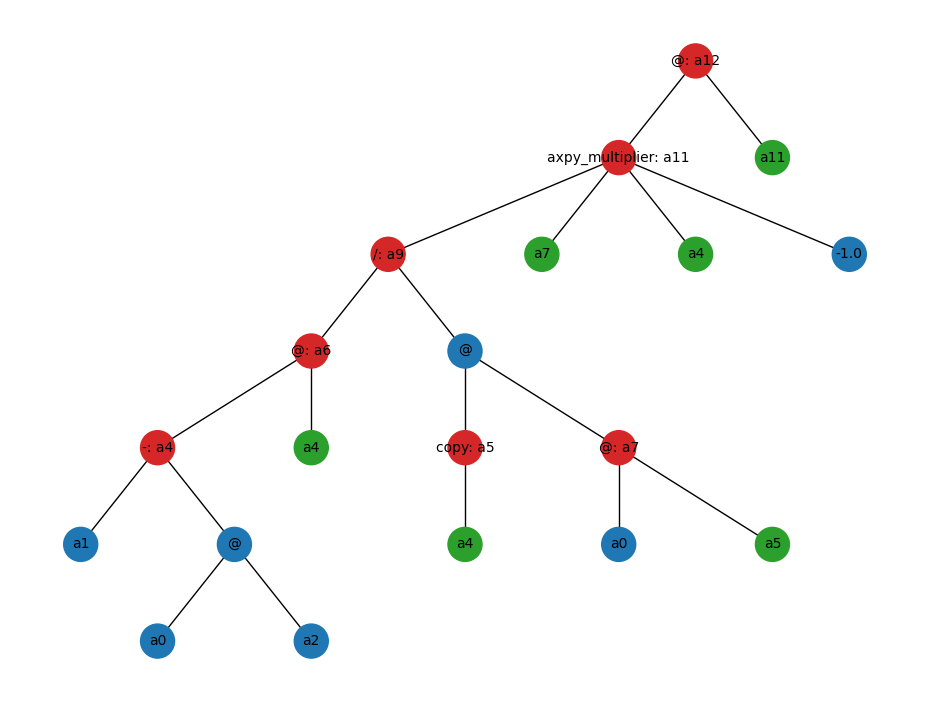 @: a12
axpy_multiplier: a11
a11
/: a9
a7
a4
-1.0
@: a6
@
-: a4
a4
copy: a5
@: a7
a1
@
a4
a0
a5
a0
a2